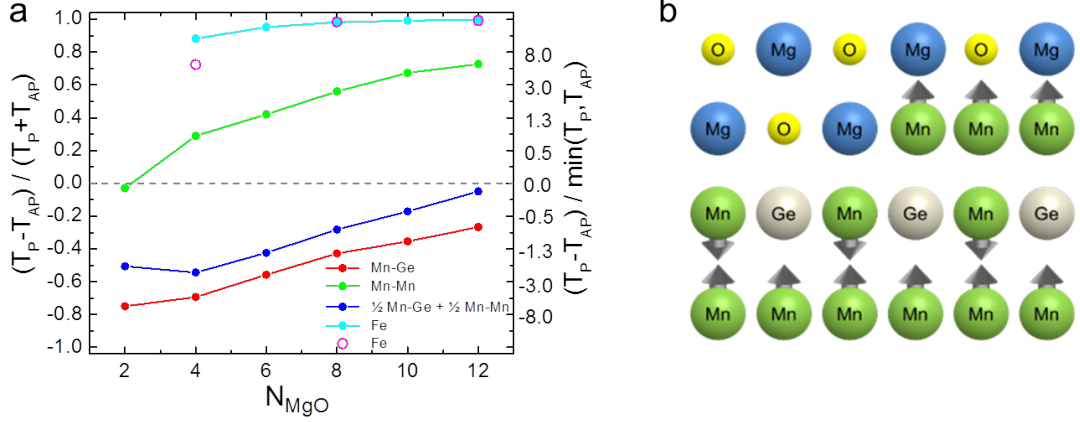 a
b
(T_P-T_AP) / (T_P+T_AP)
1.0
0.8
0.6
0.4
0.2
0.0
-0.2
-0.4
-0.6
-0.8
-1.0
8.0
3.0
1.3
0.5
0.0
-0.5
-1.3
-3.0
-8.0
(T_P-T_AP) / min(T_P,T_AP)
Mn-Ge
Mn-Mn
½ Mn-Ge + ½ Mn-Mn
Fe
Fe
2 4 6 8 10 12
N_MgO
O Mg O Mg O Mg
Mg O Mg Mn Mn Mn
Mn Ge Mn Ge Mn Ge
Mn Mn Mn Mn Mn Mn